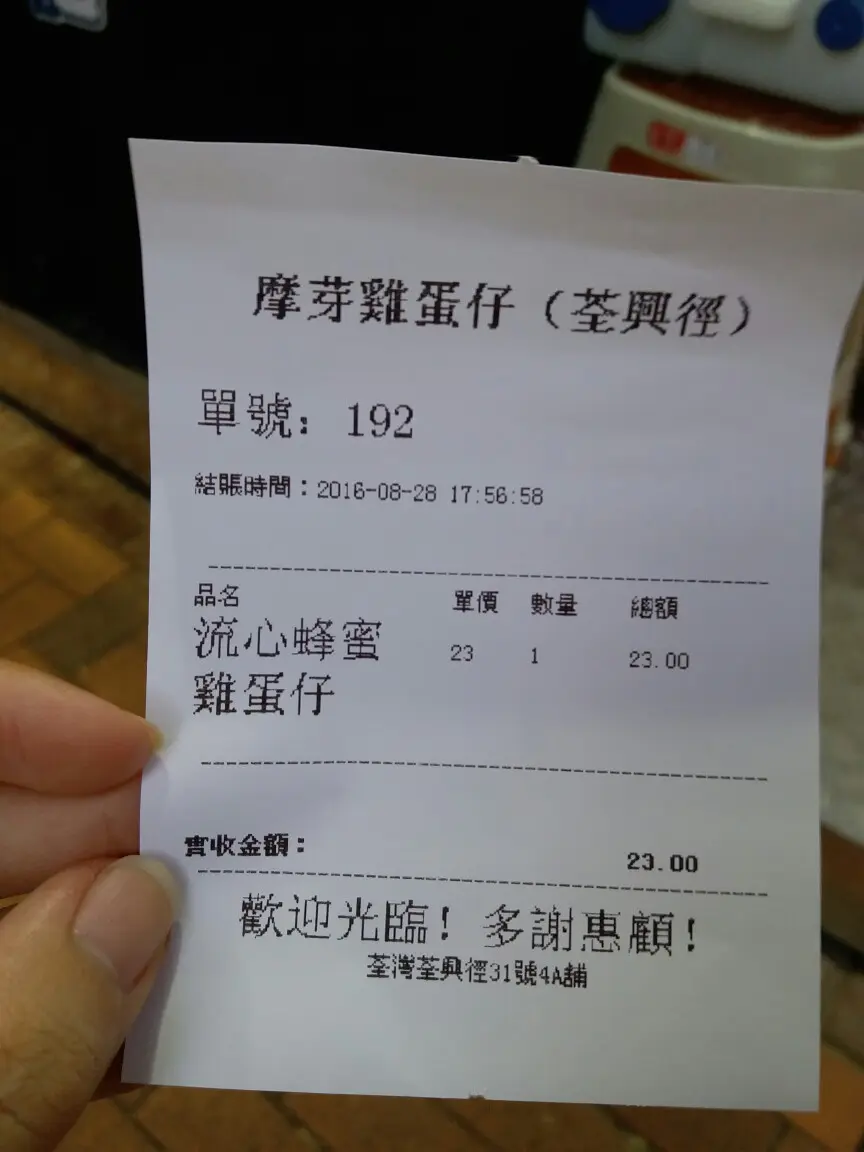 摩芽雞蛋仔（荃興徑）
單號: 192
結賬時間：2016-08-28 17:56:58
品名 單價 數量 總額
流心蜂蜜 23 1 23.00
雞蛋仔
實收金額： 23.00
歡迎光臨! 多謝惠顧!
荃灣荃興徑31號4A舖